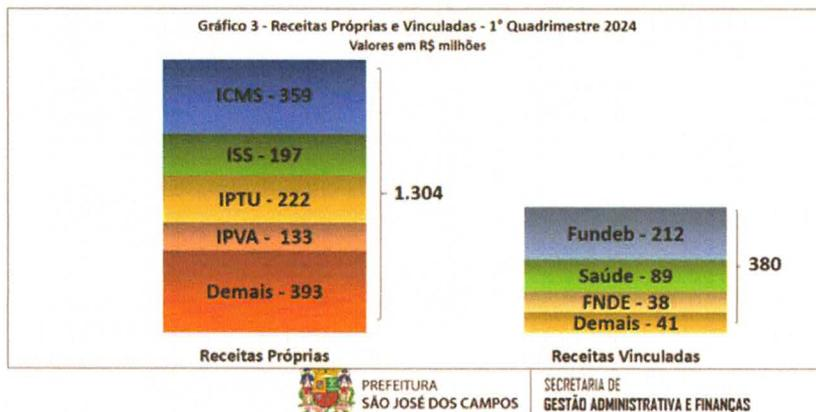 Gráfico 3 - Receitas Próprias e Vinculadas - 1° Quadrimestre 2024
Valores em R$ milhões
ICMS - 359
ISS - 197
IPTU - 222
IPVA - 133
Demais - 393
1.304
Receitas Próprias
Fundeb - 212
Saúde - 89
FNDE - 38
Demais - 41
380
Receitas Vinculadas
PREFEITURA
SÃO JOSÉ DOS CAMPOS
SECRETARIA DE
GESTÃO ADMINISTRATIVA E FINANÇAS